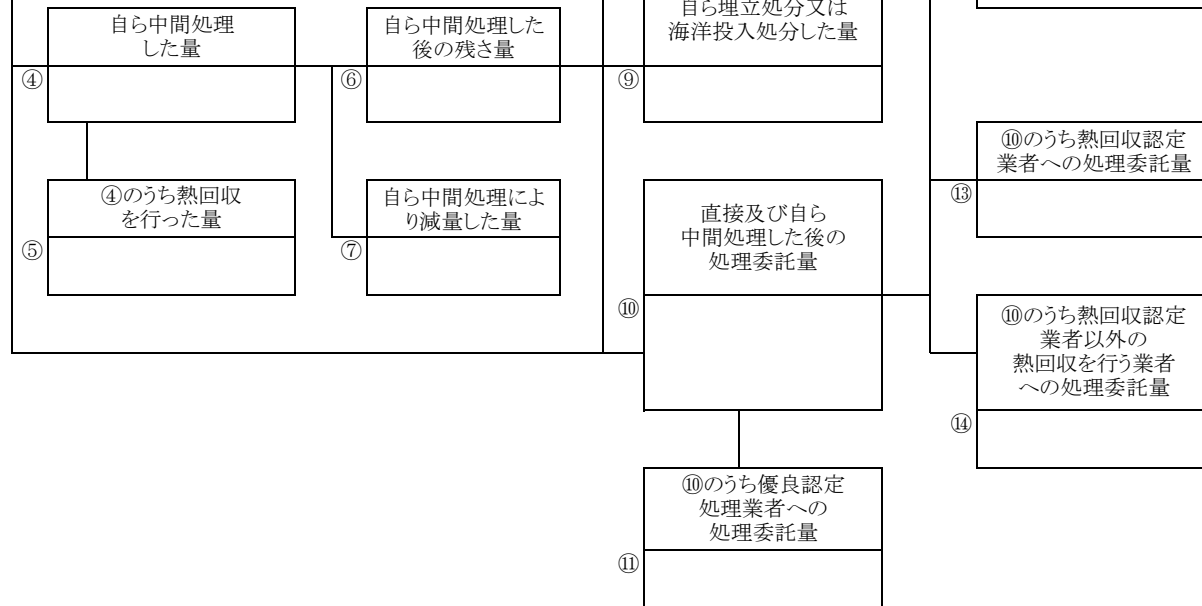 自ら中間処理
した量
④
自ら中間処理した
後の残さ量
⑥
自ら埋立処分又は
海洋投入処分した量
⑨
④のうち熱回収
を行った量
⑤
自ら中間処理によ
り減量した量
⑦
直接及び自ら
中間処理した後の
処理委託量
⑩
⑩のうち熱回収認定
業者への処理委託量
⑬
⑩のうち熱回収認定
業者以外の
熱回収を行う業者
への処理委託量
⑭
⑩のうち優良認定
処理業者への
処理委託量
⑪